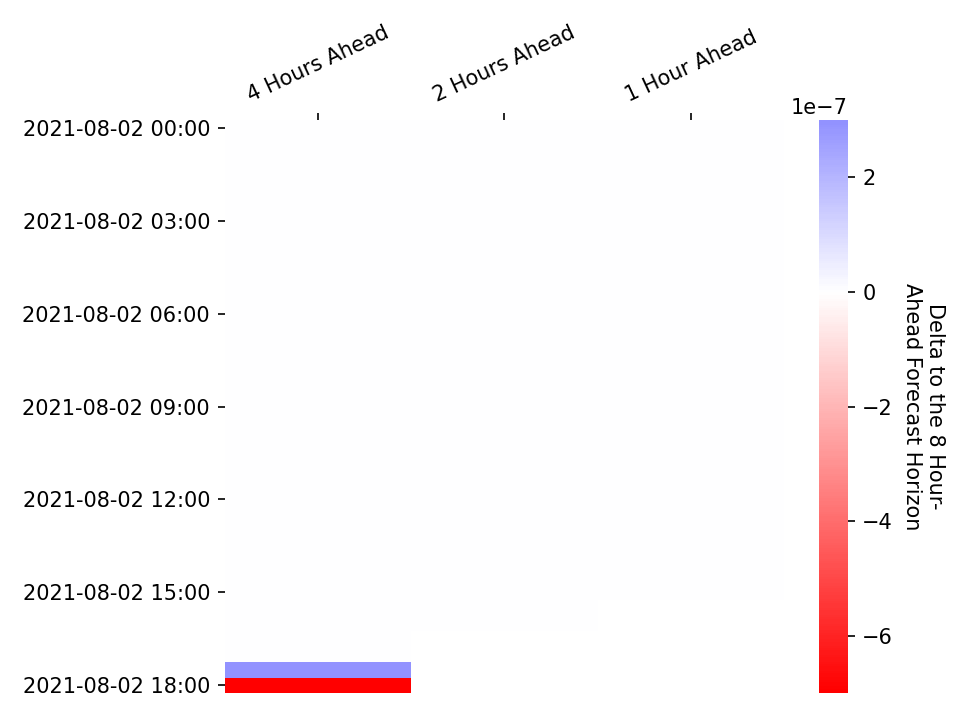 4 Hours Ahead
2 Hours Ahead
1 Hour Ahead
1e−7
2021-08-02 00:00
2021-08-02 03:00
2021-08-02 06:00
2021-08-02 09:00
2021-08-02 12:00
2021-08-02 15:00
2021-08-02 18:00
2
0
−2
−4
−6
Delta to the 8 Hour-
Ahead Forecast Horizon